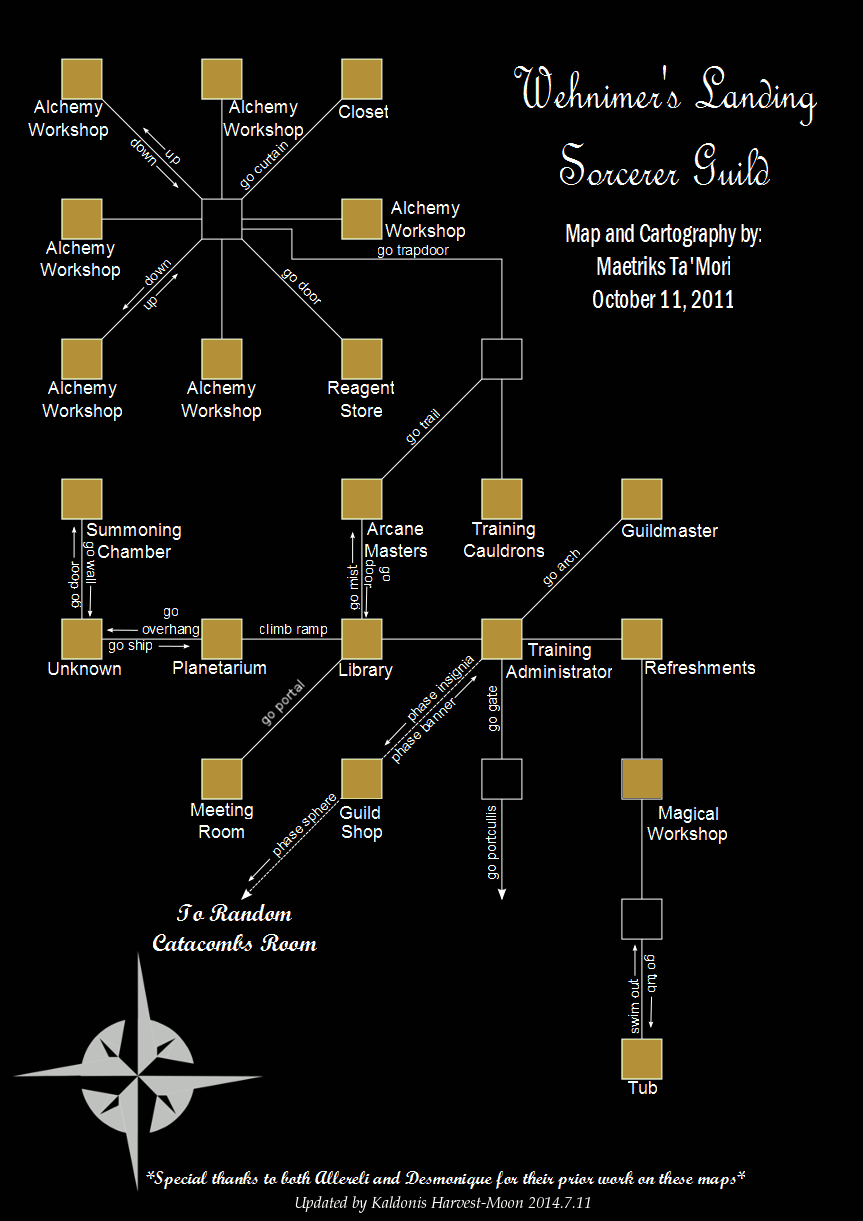 Wehnimer's Landing
Sorcerer Guild
Map and Cartography by:
Maetriks Ta'Mori
October 11, 2011
Alchemy
Workshop
Alchemy
Workshop
Closet
up
down
go curtain
Alchemy
Workshop
Alchemy
Workshop
go trapdoor
down
up
go door
Alchemy
Workshop
Alchemy
Workshop
Reagent
Store
go trail
Summoning
Chamber
Arcane
Masters
Training
Cauldrons
Guildmaster
go door
go wall
go mist
go
door
go arch
go
overhang
go ship
climb ramp
Unknown
Planetarium
Library
Training
Administrator
Refreshments
go portal
phase insignia
phase banner
go gate
Meeting
Room
Guild
Shop
Magical
Workshop
phase sphere
go portcullis
To Random
Catacombs Room
swim out
go tub
Tub
*Special thanks to both Allereli and Desmonique for their prior work on these maps*
Updated by Kaldonis Harvest-Moon 2014.7.11